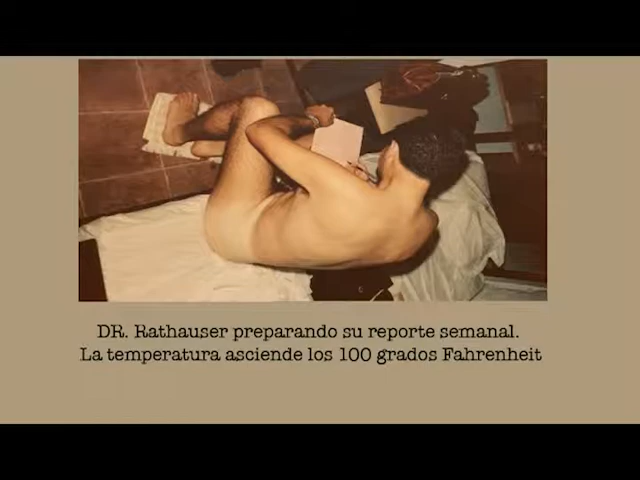 DR. Rathauser preparando su reporte semanal.
La temperatura asciende los 100 grados Fahrenheit